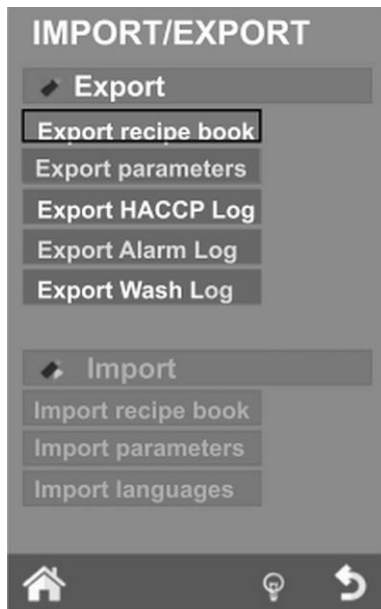 IMPORT/EXPORT
Export
Export recipe book
Export parameters
Export HACCP Log
Export Alarm Log
Export Wash Log
Import
Import recipe book
Import parameters
Import languages